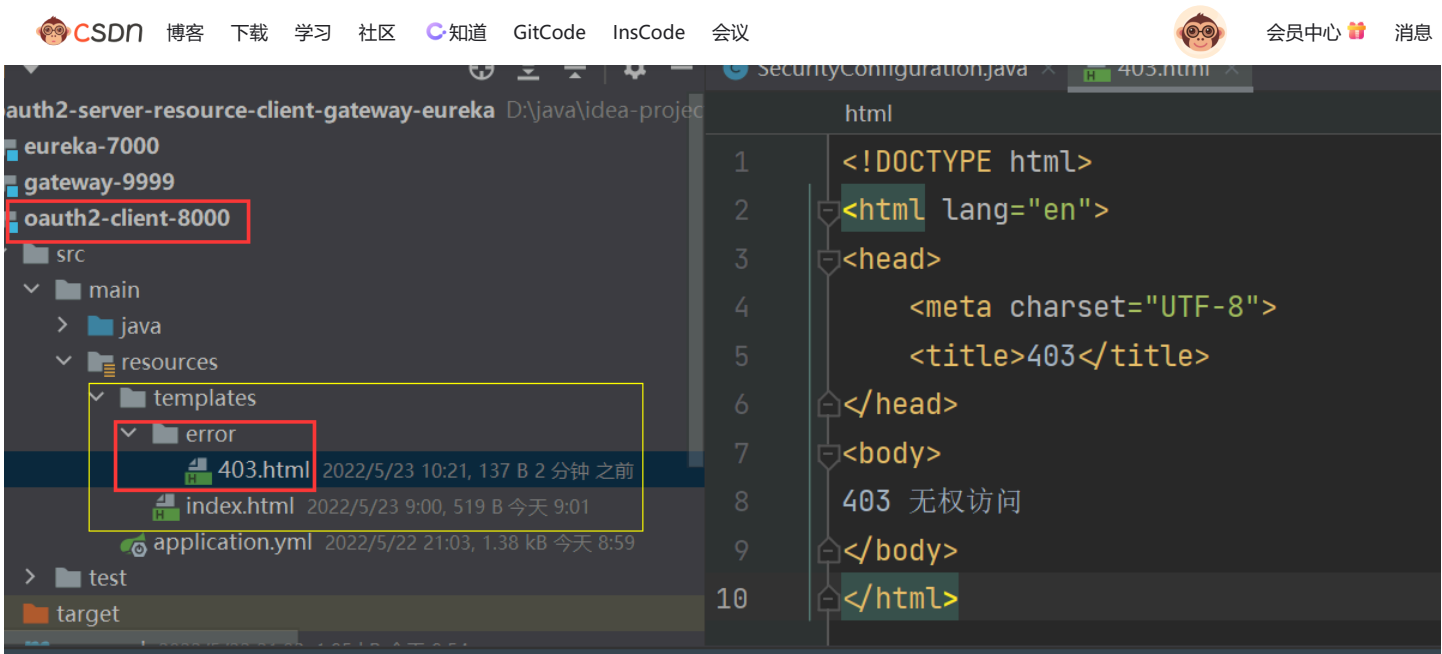 CSDN 博客 下载 学习 社区 C知道 GitCode InsCode 会议 会员中心 消息
SecurityConfiguration.java 403.html
oauth2-server-resource-client-gateway-eureka D:\java\idea-projec
html
eureka-7000
gateway-9999
oauth2-client-8000
src
main
java
resources
templates
error
403.html 2022/5/23 10:21, 137 B 2 分钟 之前
index.html 2022/5/23 9:00, 519 B 今天 9:01
application.yml 2022/5/22 21:03, 1.38 kB 今天 8:59
test
target
1 <!DOCTYPE html>
2 <html lang="en">
3 <head>
4 <meta charset="UTF-8">
5 <title>403</title>
6 </head>
7 <body>
8 403 无权访问
9 </body>
10 </html>